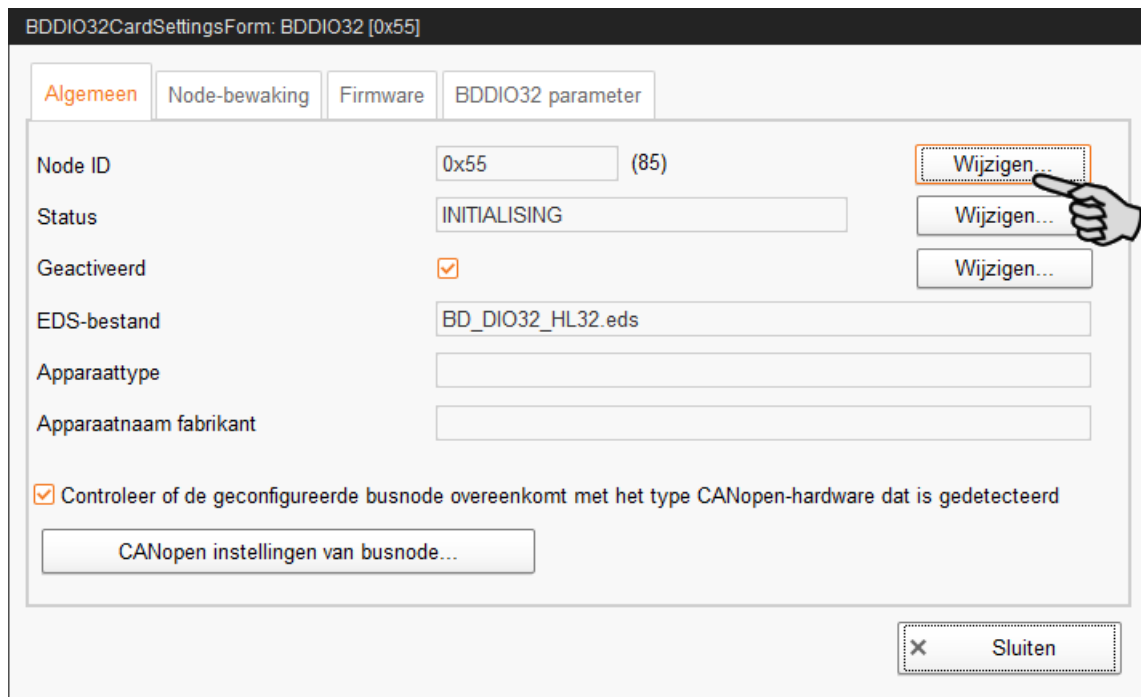 BDDIO32CardSettingsForm: BDDIO32 [0x55]
Algemeen Node-bewaking Firmware BDDIO32 parameter
Node ID 0x55 (85) Wijzigen...
Status INITIALISING Wijzigen...
Geactiveerd Wijzigen...
EDS-bestand BD_DIO32_HL32.eds
Apparaattype
Apparaatnaam fabrikant
Controleer of de geconfigureerde busnode overeenkomt met het type CANopen-hardware dat is gedetecteerd
CANopen instellingen van busnode...
Sluiten